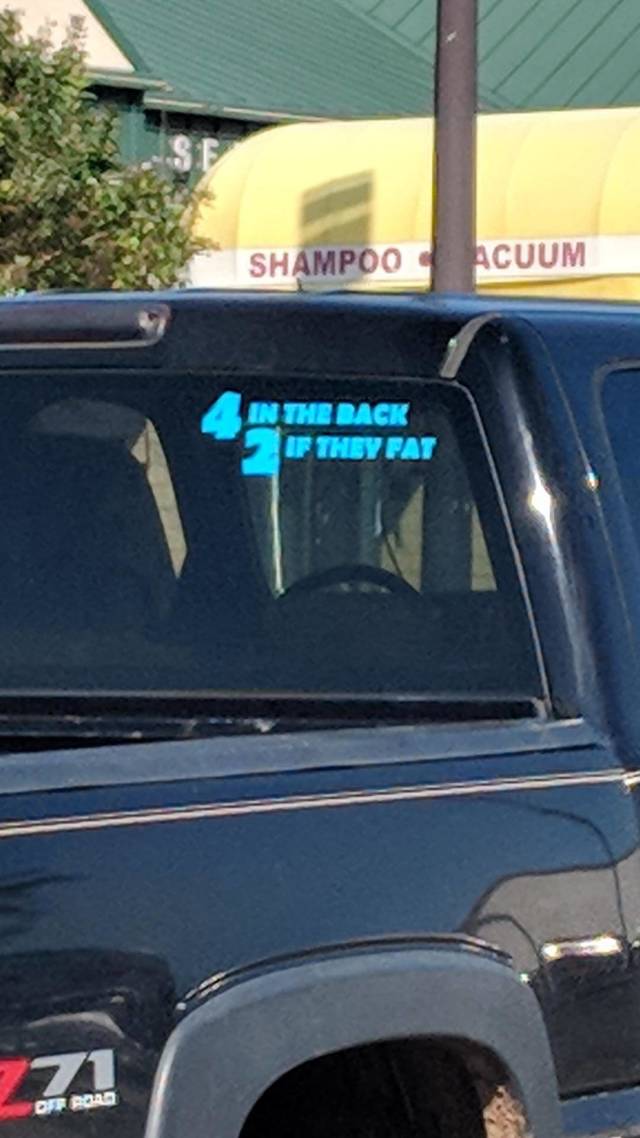 SHAMPOO • ACUUM
4 IN THE BACK
2 IF THEY FAT
Z71
OFF ROAD